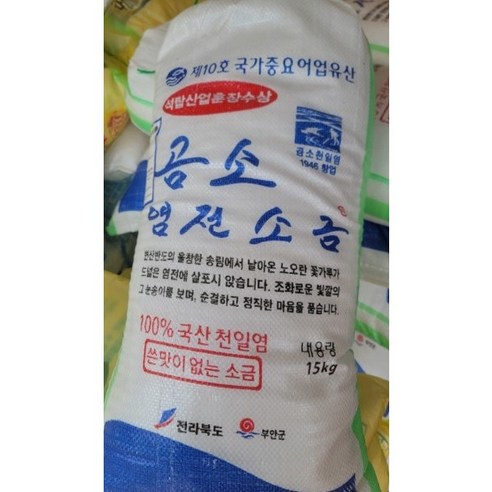 제10호 국가중요어업유산
석탑산업훈장수상
곰소천일염
1946 창업
곰소
염전소금
변산반도의 울창한 송림에서 날아온 노오란 꽃가루가
드넓은 염전에 살포시 앉습니다. 조화로운 빛깔의
그 눈송이를 보며, 순결하고 정직한 마음을 품습니다.
100% 국산 천일염
쓴맛이 없는 소금
내용량
15kg
전라북도
부안군